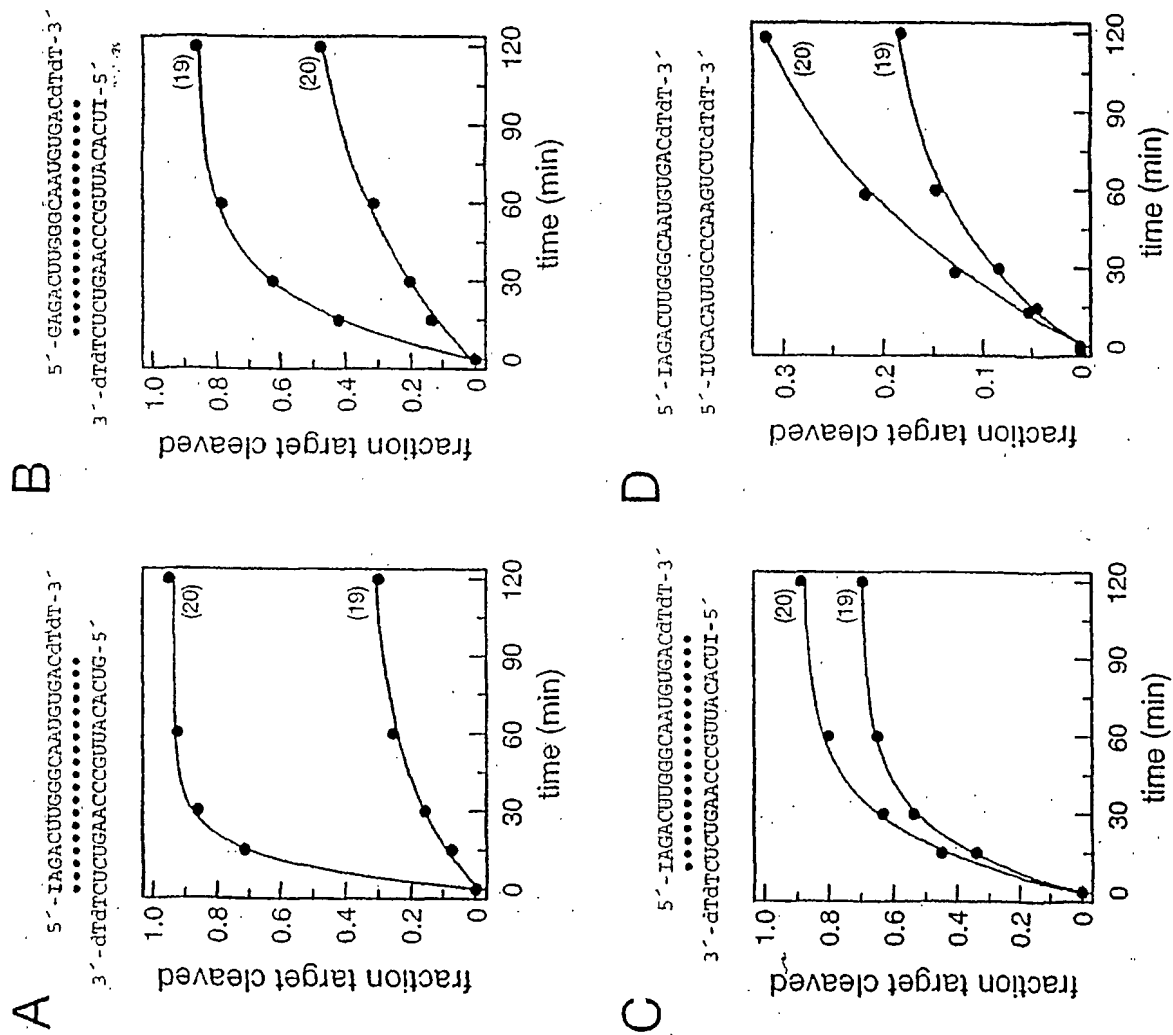 A
5´-IAGACUUGGGCAAUGUGACdTdT-3´
3´-dTdTCUCUGAACCCGUUACACUG-5´
fraction target cleaved
1.0
0.8
0.6
0.4
0.2
0
(20)
(19)
0 30 60 90 120
time (min)
B
5´-GAGACUUGGGCAAUGUGACdTdT-3´
3´-dTdTCUCUGAACCCGUUACACUI-5´
fraction target cleaved
1.0
0.8
0.6
0.4
0.2
0
(19)
(20)
0 30 60 90 120
time (min)
C
5´-IAGACUUGGGCAAUGUGACdTdT-3´
3´-dTdTCUCUGAACCCGUUACACUI-5´
fraction target cleaved
1.0
0.8
0.6
0.4
0.2
0
(20)
(19)
0 30 60 90 120
time (min)
D
5´-IAGACUUGGGCAAUGUGACdTdT-3´
5´-IUCACAUUGCCCAAGUCUCdTdT-3´
fraction target cleaved
0.3
0.2
0.1
0
(20)
(19)
0 30 60 90 120
time (min)